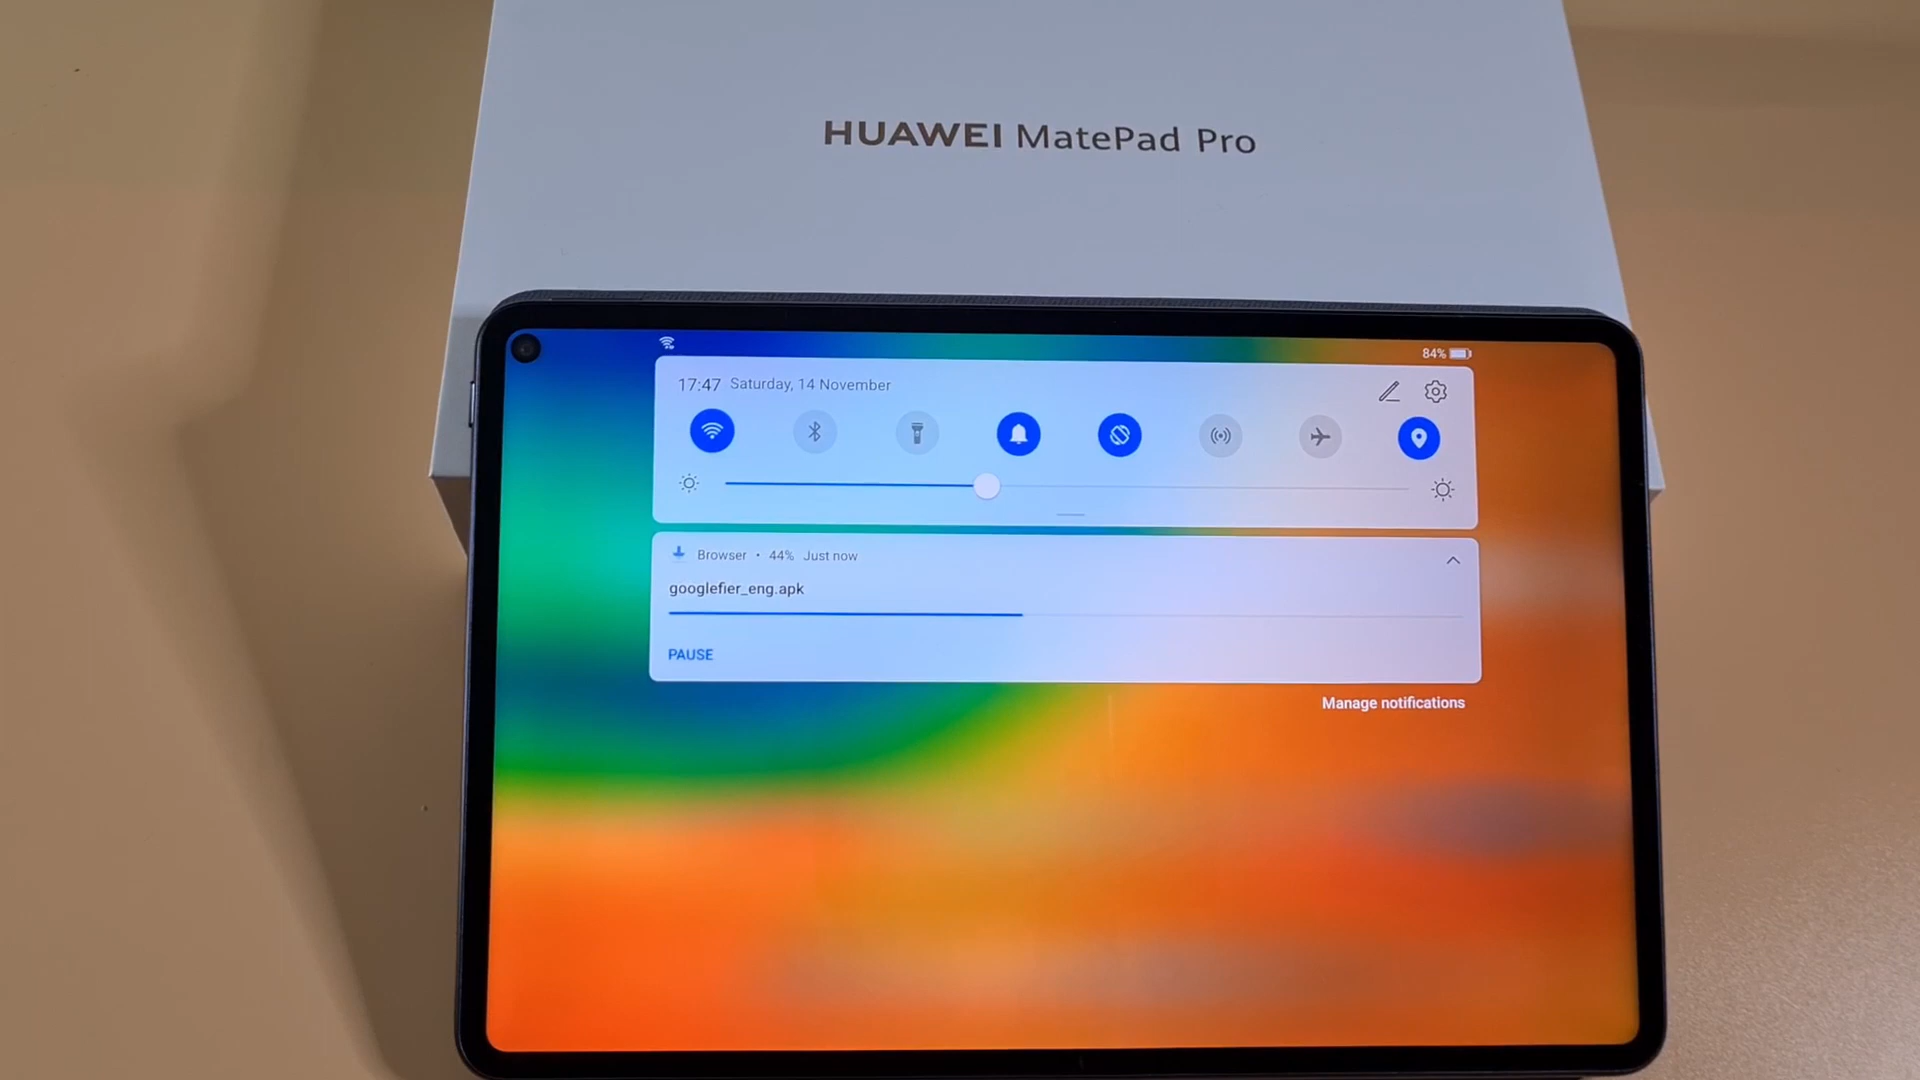 HUAWEI MatePad Pro
84%
17:47 Saturday, 14 November
Browser • 44% Just now
googlefier_eng.apk
PAUSE
Manage notifications